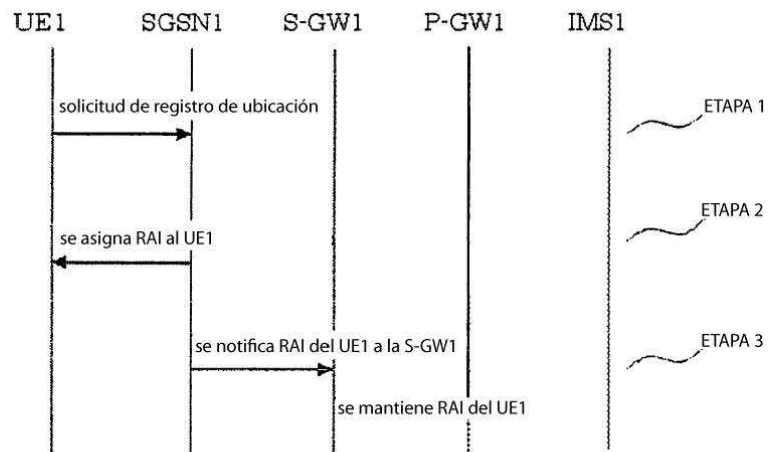 UE1 SGSN1 S-GW1 P-GW1 IMS1
solicitud de registro de ubicación
ETAPA 1
ETAPA 2
se asigna RAI al UE1
se notifica RAI del UE1 a la S-GW1
ETAPA 3
se mantiene RAI del UE1